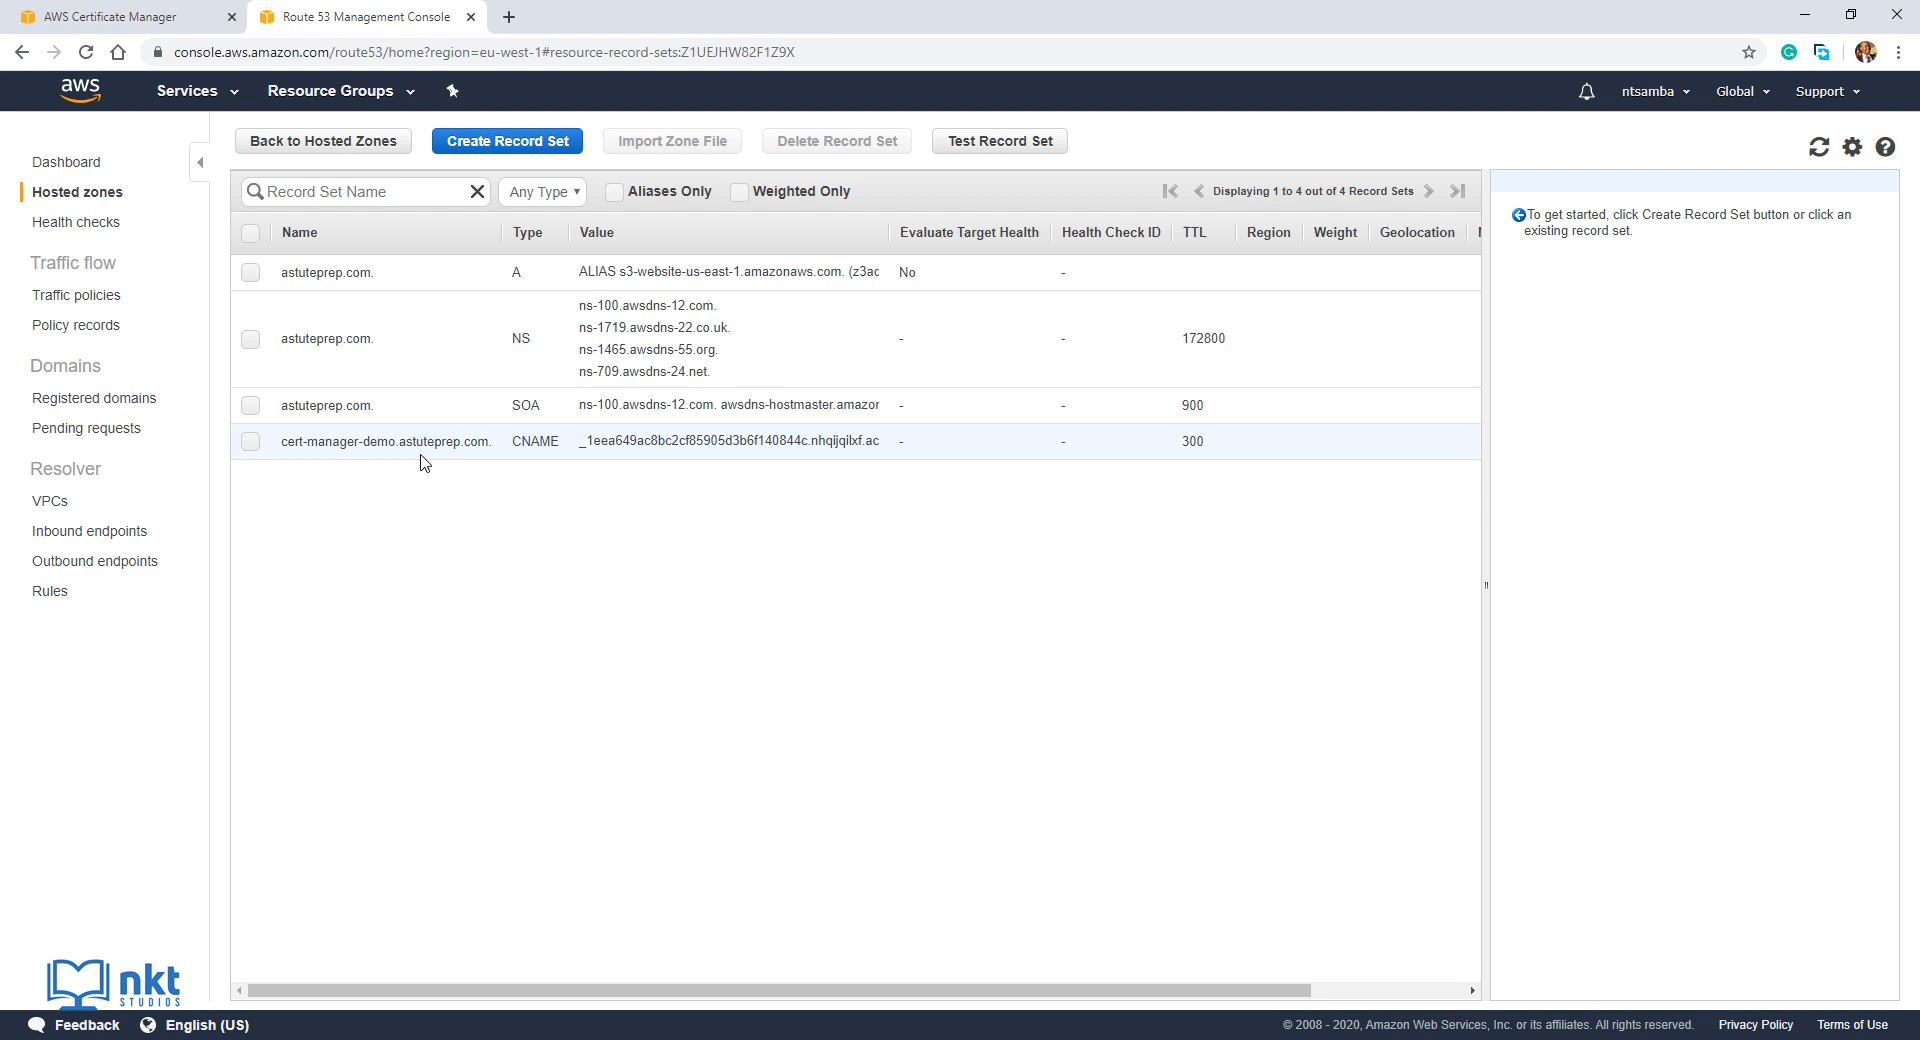 AWS Certificate Manager
Route 53 Management Console
console.aws.amazon.com/route53/home?region=eu-west-1#resource-record-sets:Z1UEJHW82F1Z9X
aws Services Resource Groups ntsamba Global Support
Back to Hosted Zones Create Record Set Import Zone File Delete Record Set Test Record Set
Dashboard
Hosted zones
Health checks
Traffic flow
Traffic policies
Policy records
Domains
Registered domains
Pending requests
Resolver
VPCs
Inbound endpoints
Outbound endpoints
Rules
Record Set Name Any Type Aliases Only Weighted Only Displaying 1 to 4 out of 4 Record Sets
Name Type Value Evaluate Target Health Health Check ID TTL Region Weight Geolocation
astuteprep.com. A ALIAS s3-website-us-east-1.amazonaws.com. (z3ac No -
astuteprep.com. NS
ns-100.awsdns-12.com.
ns-1719.awsdns-22.co.uk.
ns-1465.awsdns-55.org.
ns-709.awsdns-24.net.
- - 172800
astuteprep.com. SOA ns-100.awsdns-12.com. awsdns-hostmaster.amazor - - 900
cert-manager-demo.astuteprep.com. CNAME _1eea649ac8bc2cf85905d3b6f140844c.nhqijqilxf.ac - - 300
To get started, click Create Record Set button or click an
existing record set.
nkt
STUDIOS
Feedback English (US)
© 2008 - 2020, Amazon Web Services, Inc. or its affiliates. All rights reserved. Privacy Policy Terms of Use